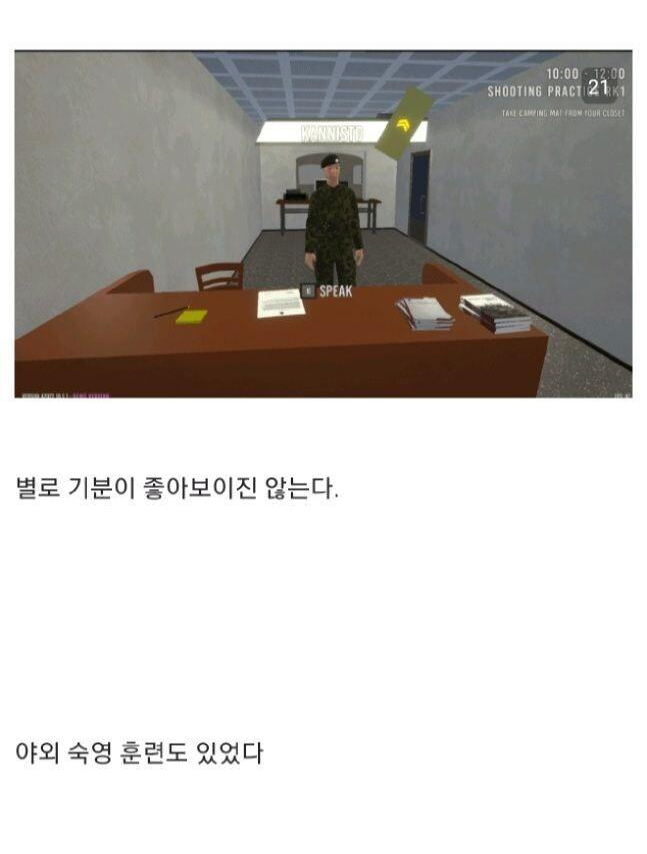 10:00 - 12:00
21
SHOOTING PRACTI RK1
TAKE CAMPING MAT FROM YOUR CLOSET
KANNISTO
SPEAK
별로 기분이 좋아보이진 않는다.
야외 숙영 훈련도 있었다